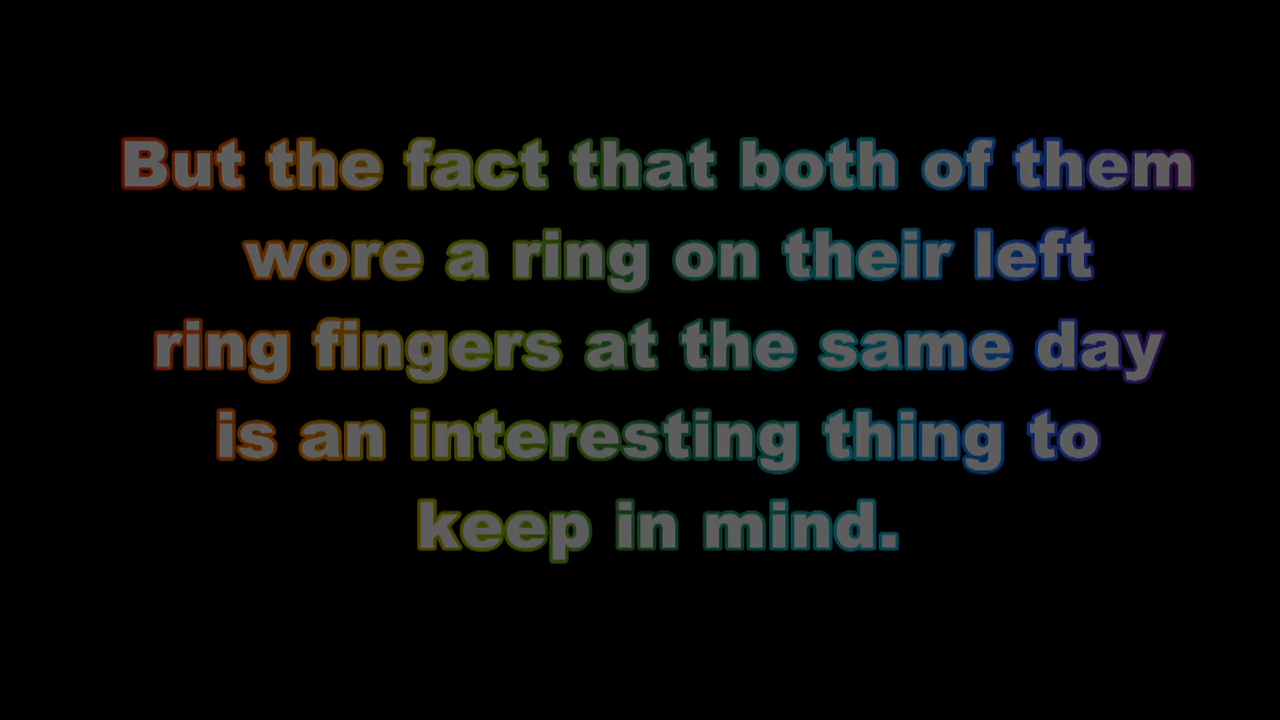 But the fact that both of them
wore a ring on their left
ring fingers at the same day
is an interesting thing to
keep in mind.